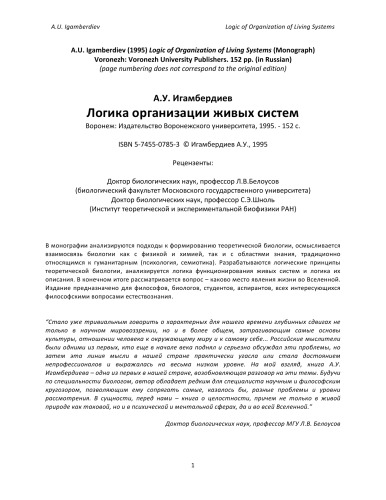 A.U. Igamberdiev Logic of Organization of Living Systems
A.U. Igamberdiev (1995) Logic of Organization of Living Systems (Monograph)
Voronezh: Voronezh University Publishers. 152 pp. (in Russian)
(page numbering does not correspond to the original edition)
А.У. Игамбердиев
Логика организации живых систем
Воронеж: Издательство Воронежского университета, 1995. - 152 с.
ISBN 5-7455-0785-3 © Игамбердиев А.У., 1995
Рецензенты:
Доктор биологических наук, профессор Л.В.Белоусов
(биологический факультет Московского государственного университета)
Доктор биологических наук, профессор С.Э.Шноль
(Институт теоретической и экспериментальной биофизики РАН)
В монографии анализируются подходы к формированию теоретической биологии, осмысливается
взаимосвязь биологии как с физикой и химией, так и с областями знания, традиционно
относящимся к гуманитарным (психология, семиотика). Разрабатываются логические принципы
теоретической биологии, анализируется логика функционирования живых систем и логика их
описания. В конечном итоге рассматривается вопрос – каково место явления жизни во Вселенной.
Издание предназначено для философов, биологов, студентов, аспирантов, всех интересующихся
философскими вопросами естествознания.
"Стало уже тривиальным говорить о характерных для нашего времени глубинных сдвигах не
только в научном мировоззрении, но и в более общем, затрагивающим самые основы
культуры, отношении человека к окружающему миру и к самому себе... Российские мыслители
были одними из первых, кто еще в начале века поднял и серьезно обсуждал эти проблемы, но
затем эта линия мысли в нашей стране практически угасла или стала достоянием
непрофессионалов и выражалась на весьма низком уровне. На мой взгляд, книга А.У.
Игамбердиева – одна из первых в нашей стране, возобновляющая разговор на эти темы. Будучи
по специальности биологом, автор обладает редким для специалиста научным и философским
кругозором, позволяющим ему сопрягать самые, казалось бы, разные проблемы и уровни
рассмотрения. В сущности, перед нами – книга о целостности, причем не только в живой
природе как таковой, но и в психической и ментальной сферах, да и во всей Вселенной."
Доктор биологических наук, профессор МГУ Л.В. Белоусов
1